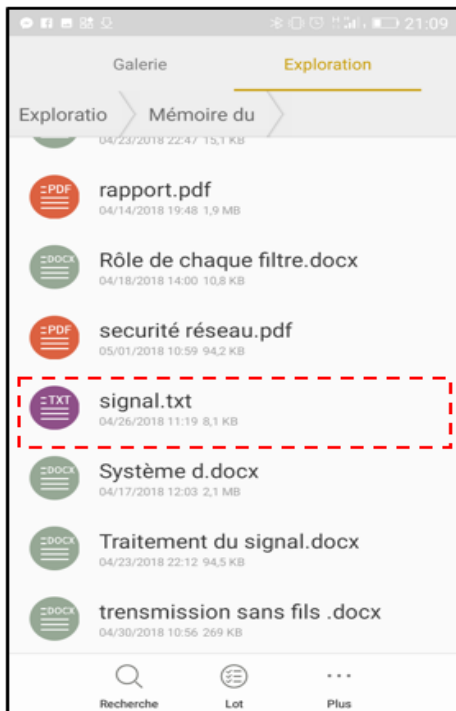 21:09
Galerie Exploration
Exploratio Mémoire du
04/23/2018 22:47 15,1 KB
PDF rapport.pdf
04/14/2018 19:48 1,9 MB
DOCX Rôle de chaque filtre.docx
04/18/2018 14:00 10,8 KB
PDF securité réseau.pdf
05/01/2018 10:59 94,2 KB
TXT signal.txt
04/26/2018 11:19 8,1 KB
DOCX Système d.docx
04/17/2018 12:03 2,1 MB
DOCX Traitement du signal.docx
04/23/2018 22:12 94,5 KB
DOCX trensmission sans fils .docx
04/30/2018 10:56 269 KB
Recherche Lot Plus